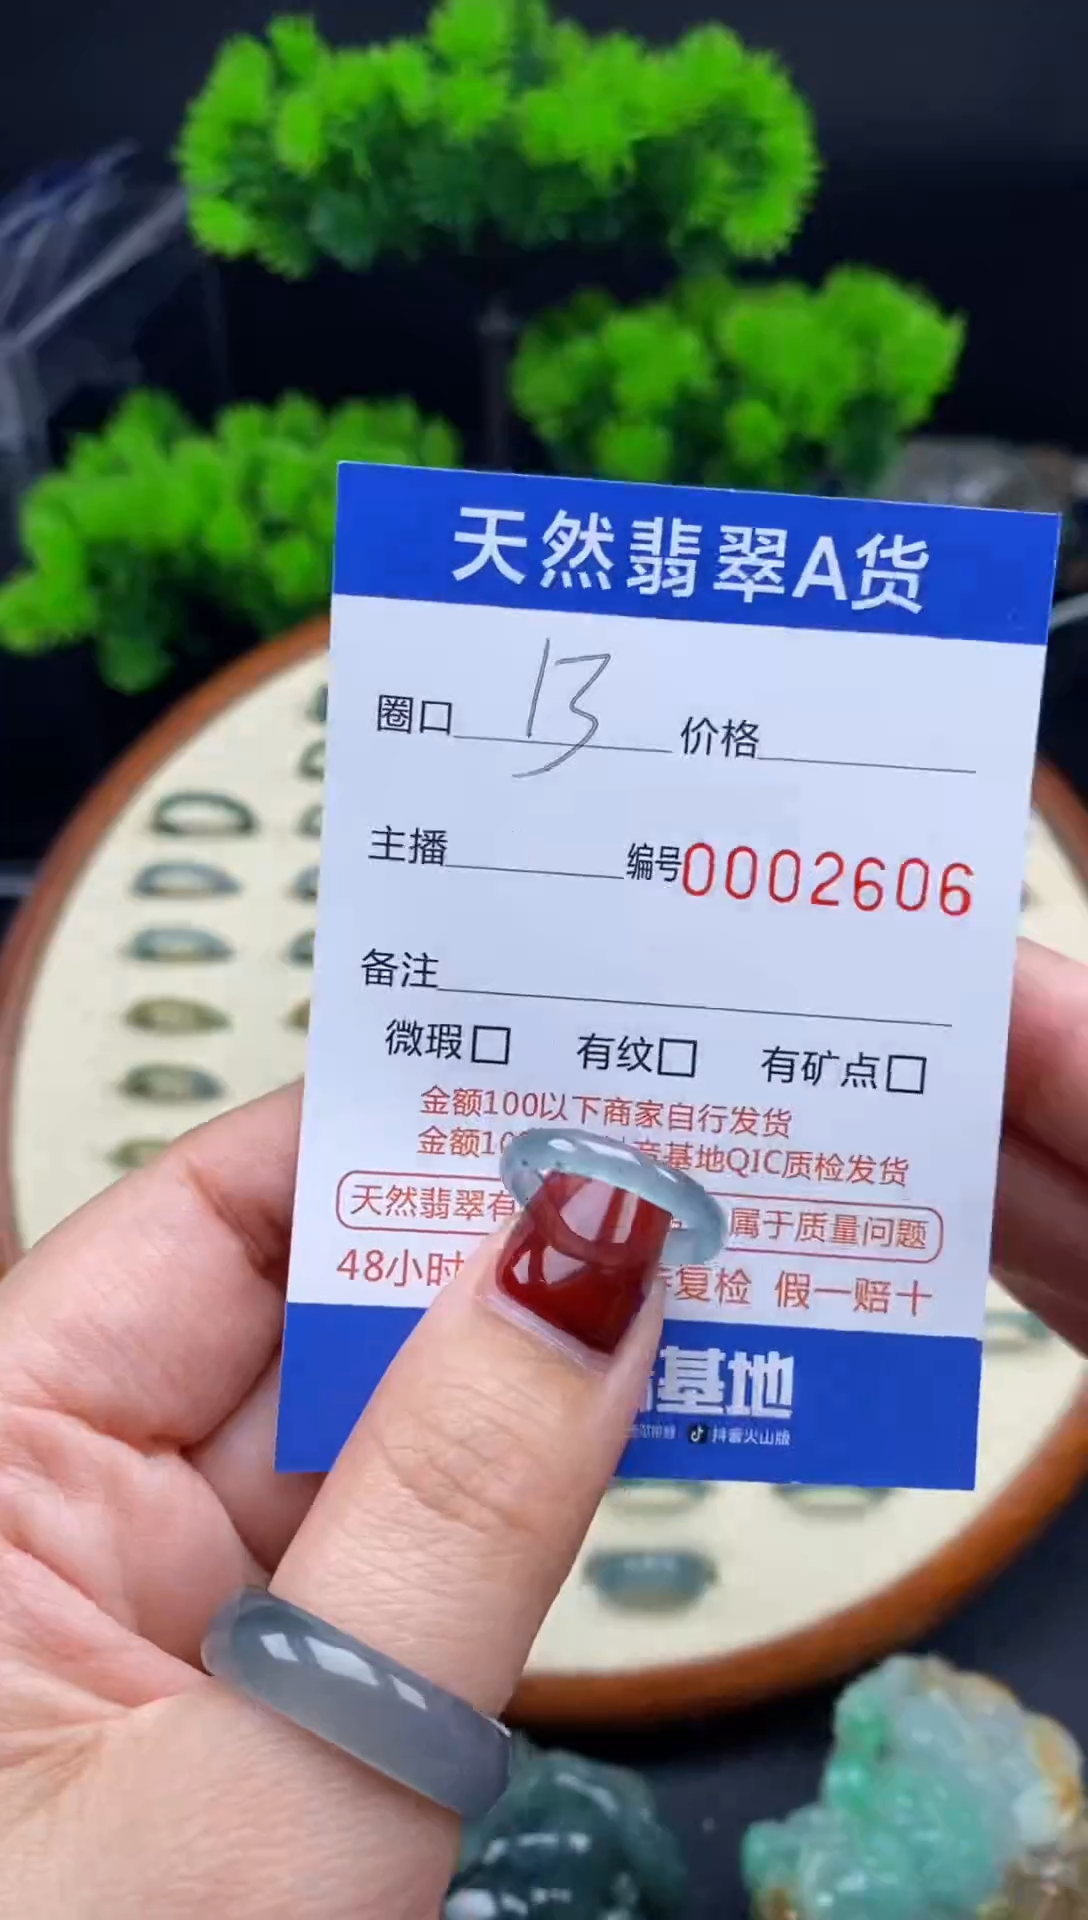 天然翡翠A货
圈口 13 价格
主播 编号0002606
备注
微瑕□ 有纹□ 有矿点□
金额100以下商家自行发货
金额10 基地QIC质检发货
天然翡翠有 属于质量问题
48小时 复检 假一赔十
基地
抖音火山版